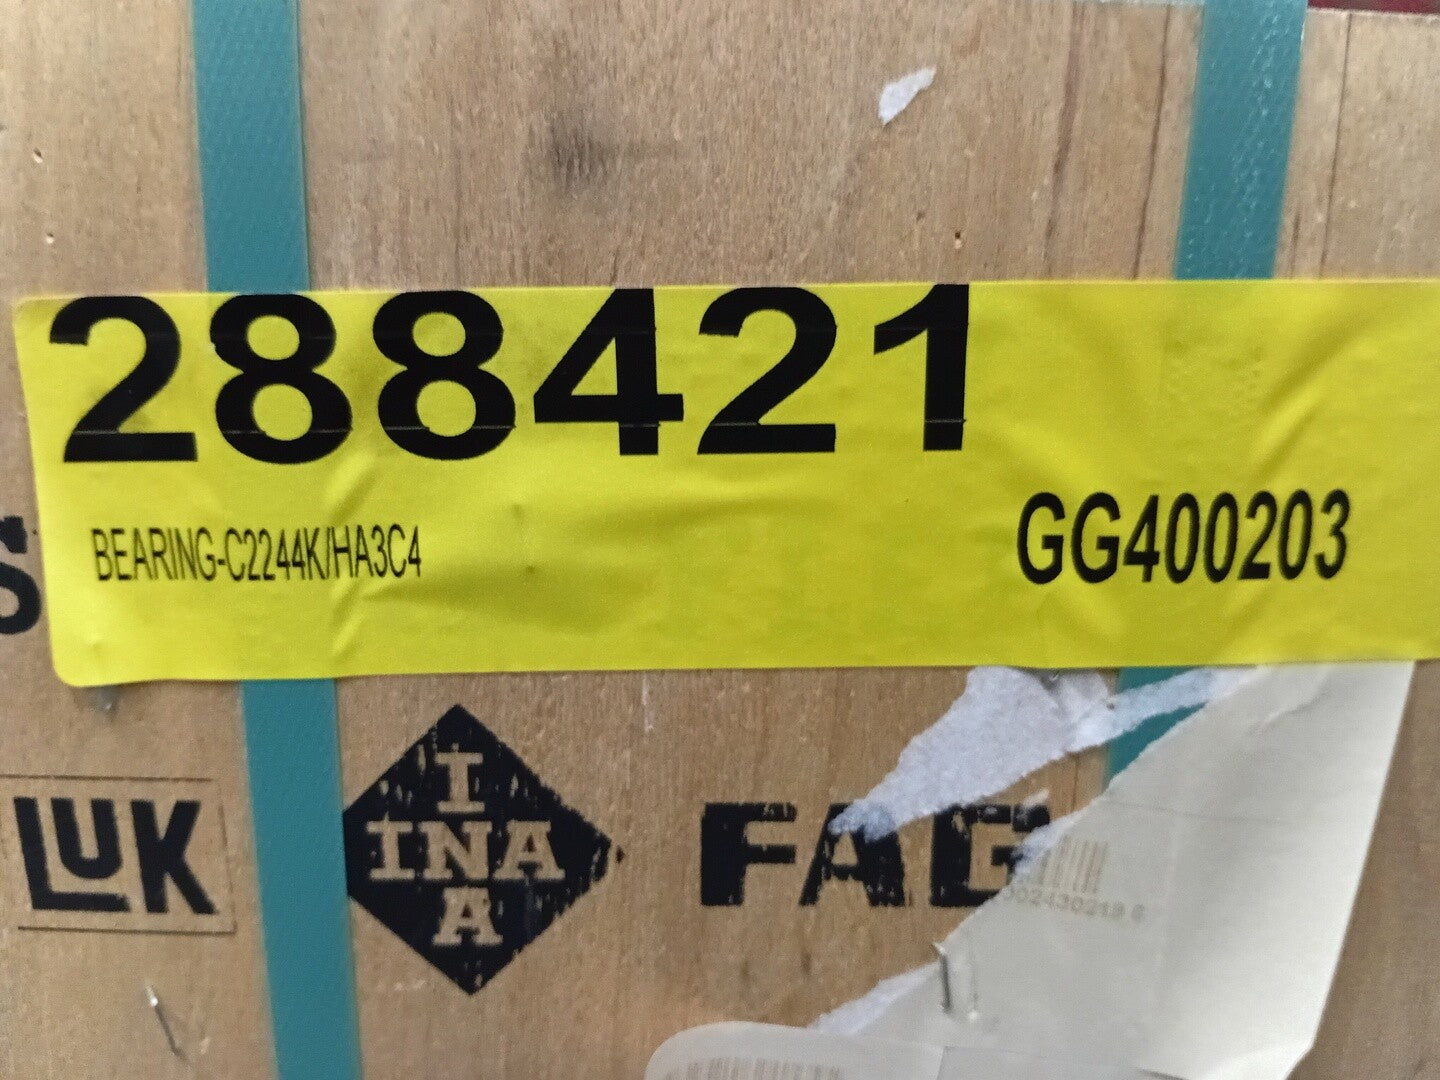 288421
BEARING-C2244K/HA3C4
GG400203
S
LUK
I
INA
A
FAG